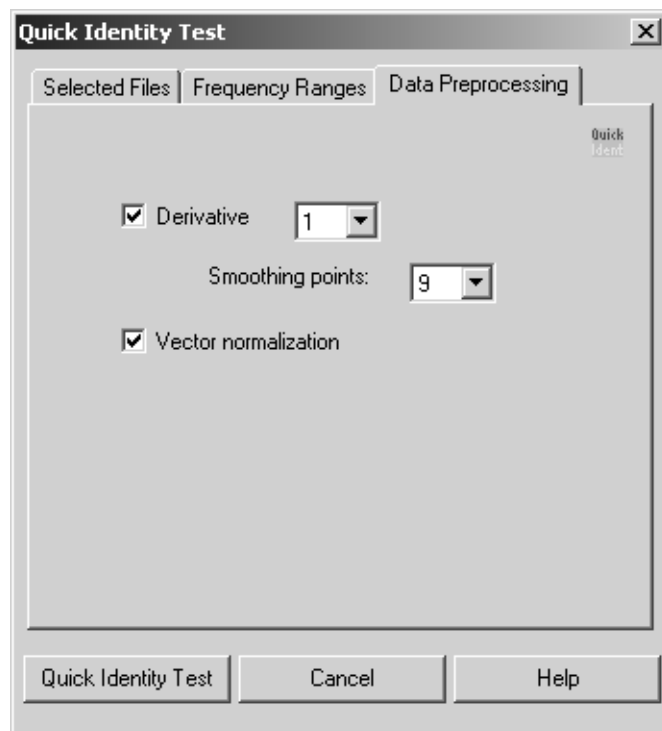 Quick Identity Test
Selected Files Frequency Ranges Data Preprocessing
Quick
Ident
Derivative 1
Smoothing points: 9
Vector normalization
Quick Identity Test Cancel Help